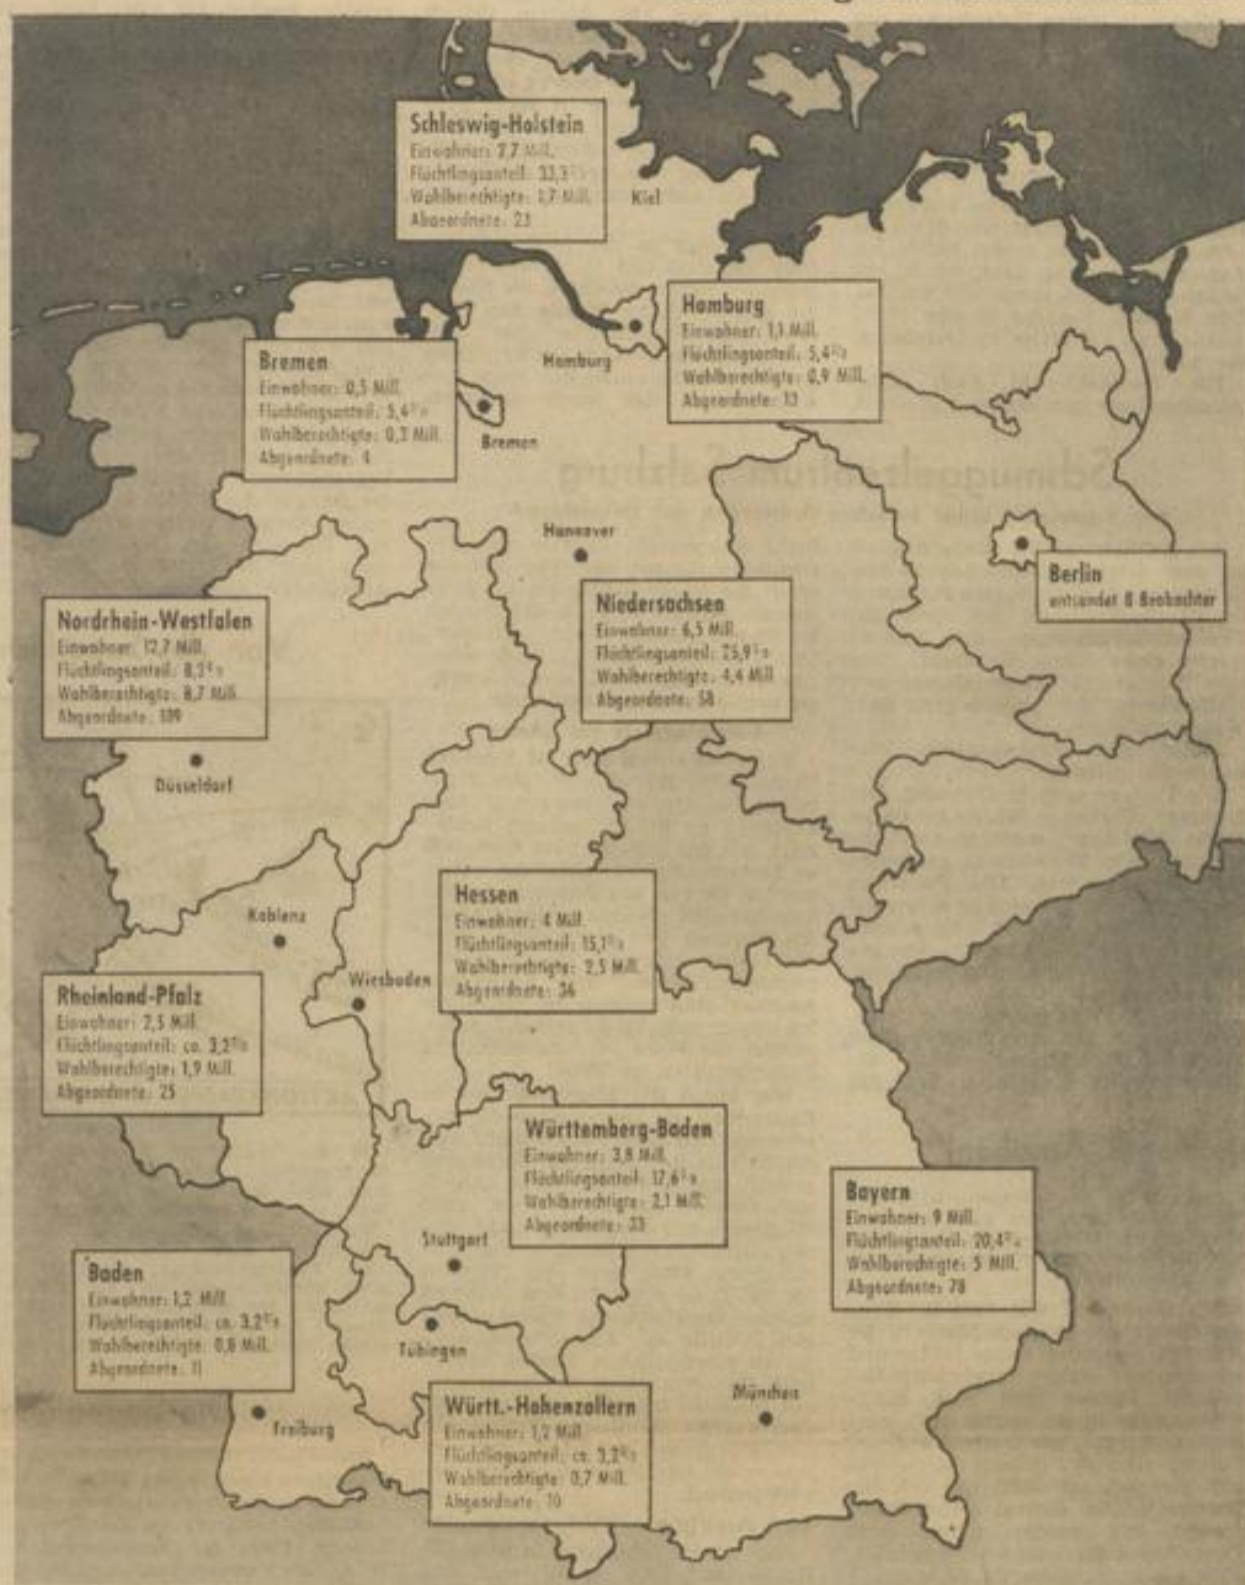 Schleswig-Holstein
Einwohner: 2,7 Mill.
Flüchtlingsanteil: 33,3
Wahlberechtigte: 1,7 Mill.
Abgeordnete: 23
Kiel
Hamburg
Einwohner: 1,1 Mill.
Flüchtlingsanteil: 5,4%
Wahlberechtigte: 0,9 Mill.
Abgeordnete: 13
Hamburg
Bremen
Einwohner: 0,5 Mill.
Flüchtlingsanteil: 5,4%
Wahlberechtigte: 0,3 Mill.
Abgeordnete: 4
Bremen
Schmuggelzentrum Salzburg
Hannover
Berlin
entsendet 8 Beobachter
Niedersachsen
Einwohner: 6,5 Mill.
Flüchtlingsanteil: 25,9%
Wahlberechtigte: 4,4 Mill
Abgeordnete: 58
Nordrhein-Westfalen
Einwohner: 12,7 Mill.
Flüchtlingsanteil: 8,3%
Wahlberechtigte: 8,7 Mill.
Abgeordnete: 109
Düsseldorf
Hessen
Einwohner: 4 Mill.
Flüchtlingsanteil: 15,1%
Wahlberechtigte: 2,5 Mill.
Abgeordnete: 36
Koblenz
Wiesbaden
Rheinland-Pfalz
Einwohner: 2,5 Mill.
Flüchtlingsanteil: ca. 3,2%
Wahlberechtigte: 1,9 Mill.
Abgeordnete: 25
Württemberg-Baden
Einwohner: 3,8 Mill.
Flüchtlingsanteil: 17,6%
Wahlberechtigte: 2,1 Mill.
Abgeordnete: 33
Bayern
Einwohner: 9 Mill.
Flüchtlingsanteil: 20,4%
Wahlberechtigte: 5 Mill.
Abgeordnete: 78
Stuttgart
Baden
Einwohner: 1,2 Mill.
Flüchtlingsanteil: ca. 3,2%
Wahlberechtigte: 0,8 Mill.
Abgeordnete: 11
Tübingen
Freiburg
Württ.-Hohenzollern
Einwohner: 1,2 Mill
Flüchtlingsanteil: ca. 3,2%
Wahlberechtigte: 0,7 Mill.
Abgeordnete: 10
München